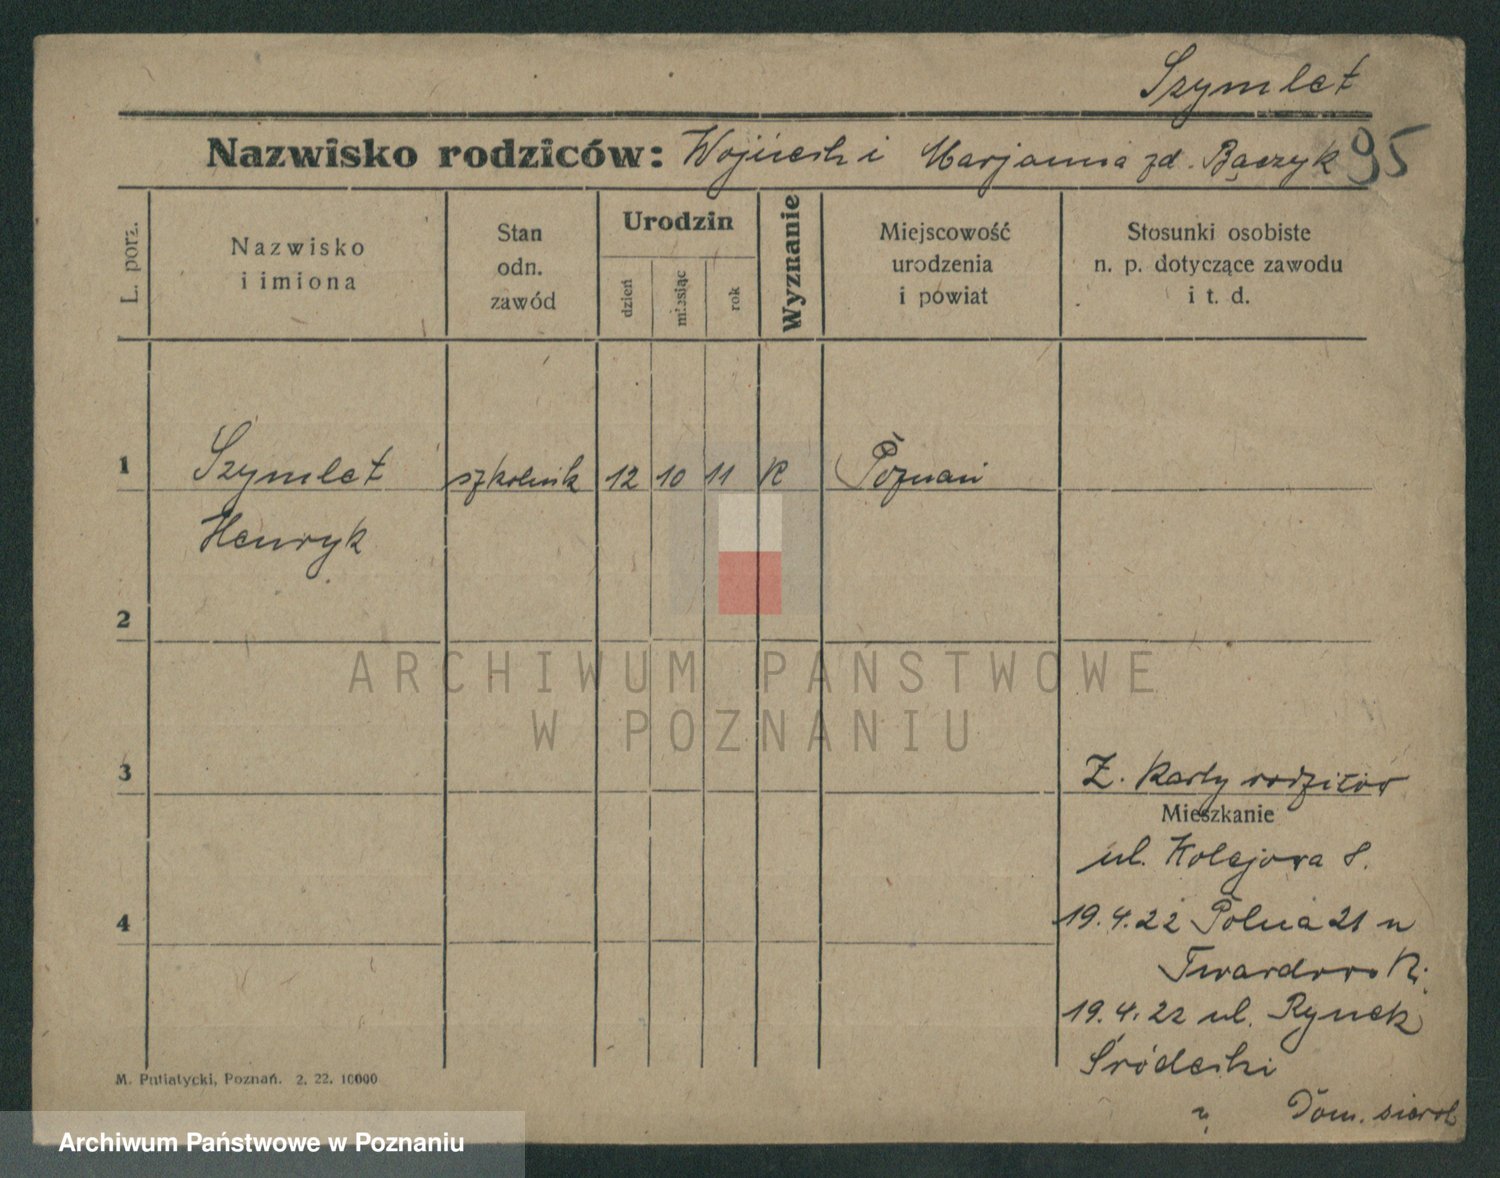 Szymlet
Nazwisko rodziców: Wojciech i Marjanna zd. Bączyk 95
L. porz.
Nazwisko
i imiona
Stan
odn.
zawód
Urodzin
dzień
miesiąc
rok
Wyznanie
Miejscowość
urodzenia
i powiat
Stosunki osobiste
n. p. dotyczące zawodu
i t. d.
1 Szymlet szkolnik 12 10 11 K Poznań
Henryk
2
ARCHIWUM PAŃSTWOWE
W POZNANIU
3
Z. karty rodziców
Mieszkanie
ul. Kolejowa 8.
4
19.4.22 Polna 21 u
Twardowski
19.4.22 ul. Rynek
Śródecki
Dom. sierot
M. Putiatycki, Poznań. 2. 22. 10000
Archiwum Państwowe w Poznaniu